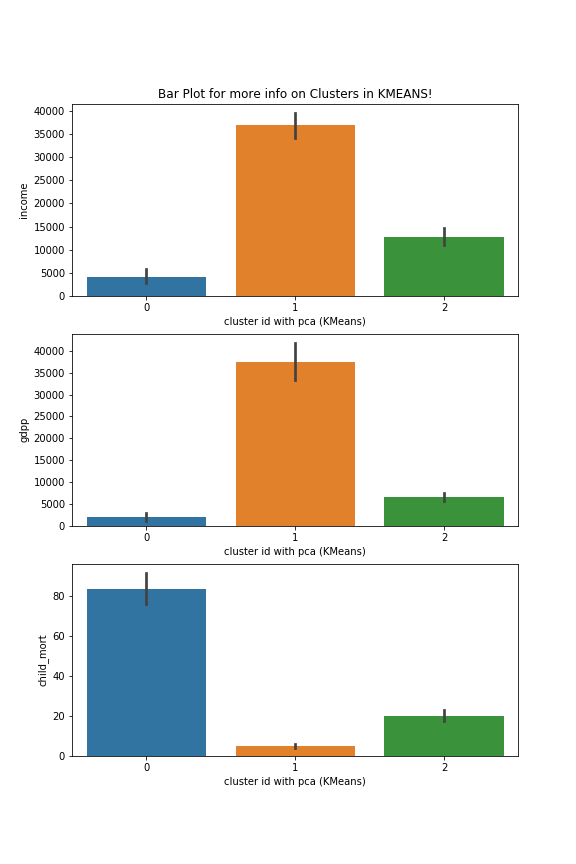 Bar Plot for more info on Clusters in KMEANS!
40000
35000
30000
25000
20000
15000
10000
5000
0
income
0 1 2
cluster id with pca (KMeans)
40000
35000
30000
25000
20000
15000
10000
5000
0
gdpp
0 1 2
cluster id with pca (KMeans)
80
60
40
20
0
child_mort
0 1 2
cluster id with pca (KMeans)